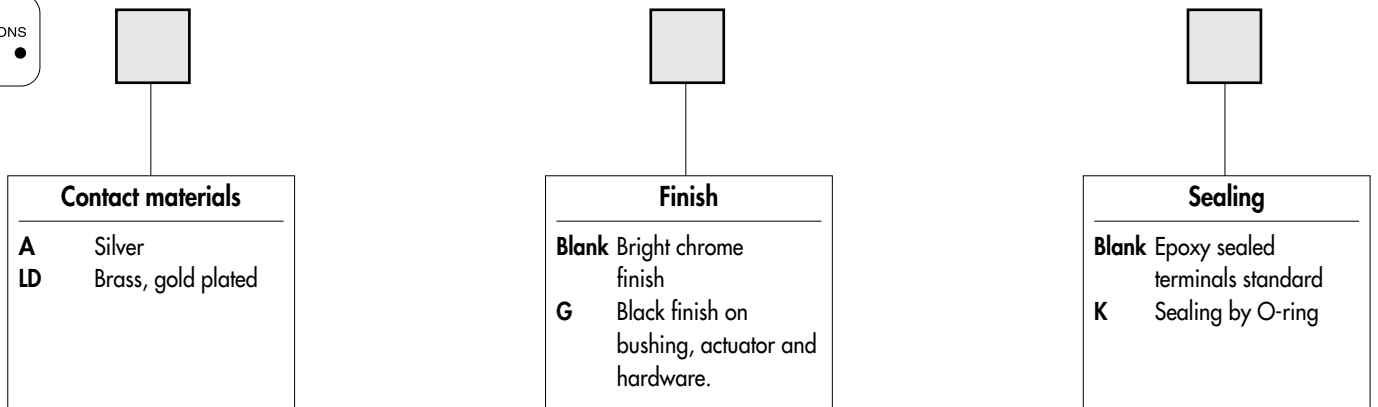 Contact materials
A Silver
LD Brass, gold plated
Finish
Blank Bright chrome
finish
G Black finish on
bushing, actuator and
hardware.
Sealing
Blank Epoxy sealed
terminals standard
K Sealing by O-ring